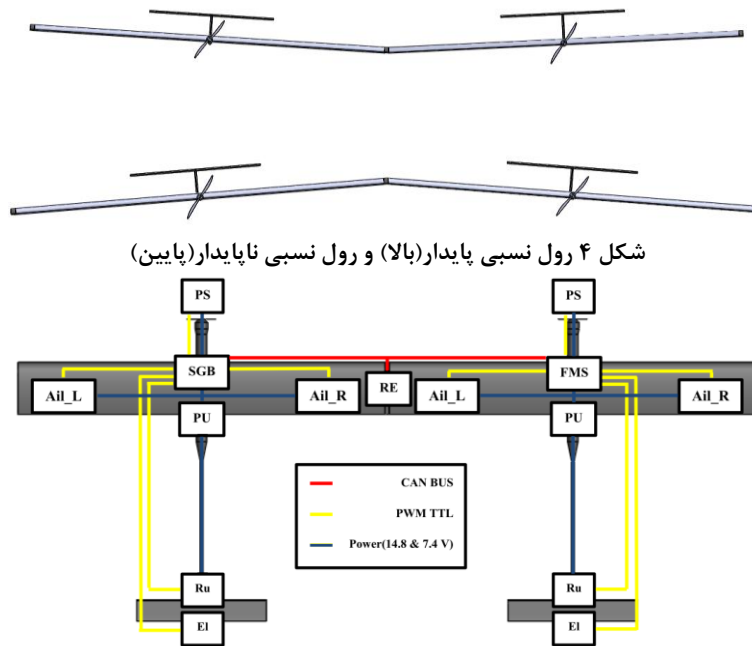 شکل ۴ رول نسبی پایدار(بالا) و رول نسبی ناپایدار(پایین)
PS PS
SGB FMS
Ail_L Ail_R RE Ail_L Ail_R
PU PU
CAN BUS
PWM TTL
Power(14.8 & 7.4 V)
Ru Ru
El El